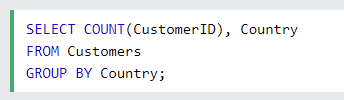 SELECT COUNT(CustomerID), Country
FROM Customers
GROUP BY Country;